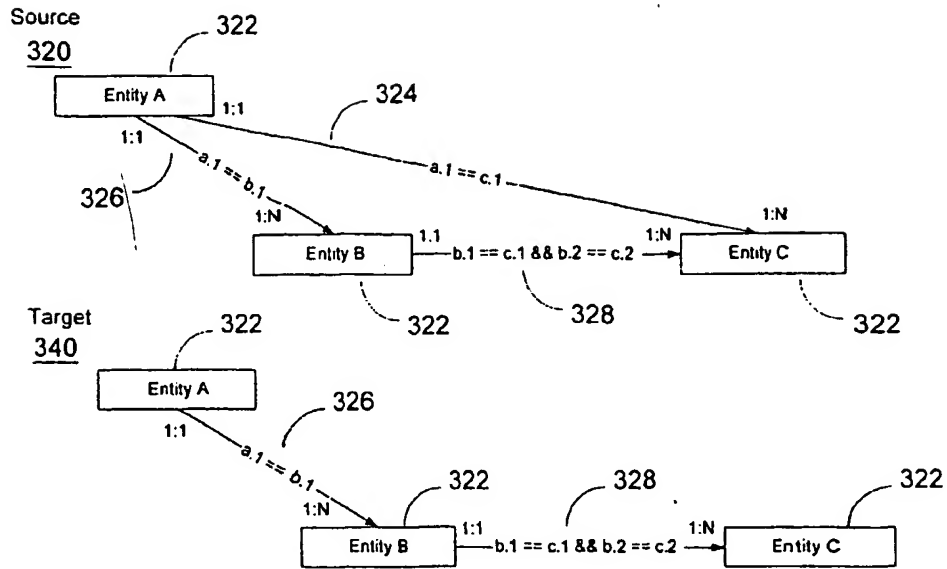 Source
320
322
Entity A
1:1
1:1
324
326
a.1 == b.1
a.1 == c.1
1:N
1:N
Entity B
1.1
b.1 == c.1 && b.2 == c.2
1:N
Entity C
322
328
322
Target
340
322
Entity A
1:1
326
a.1 == b.1
1:N
322
328
322
Entity B
1:1
b.1 == c.1 && b.2 == c.2
1:N
Entity C